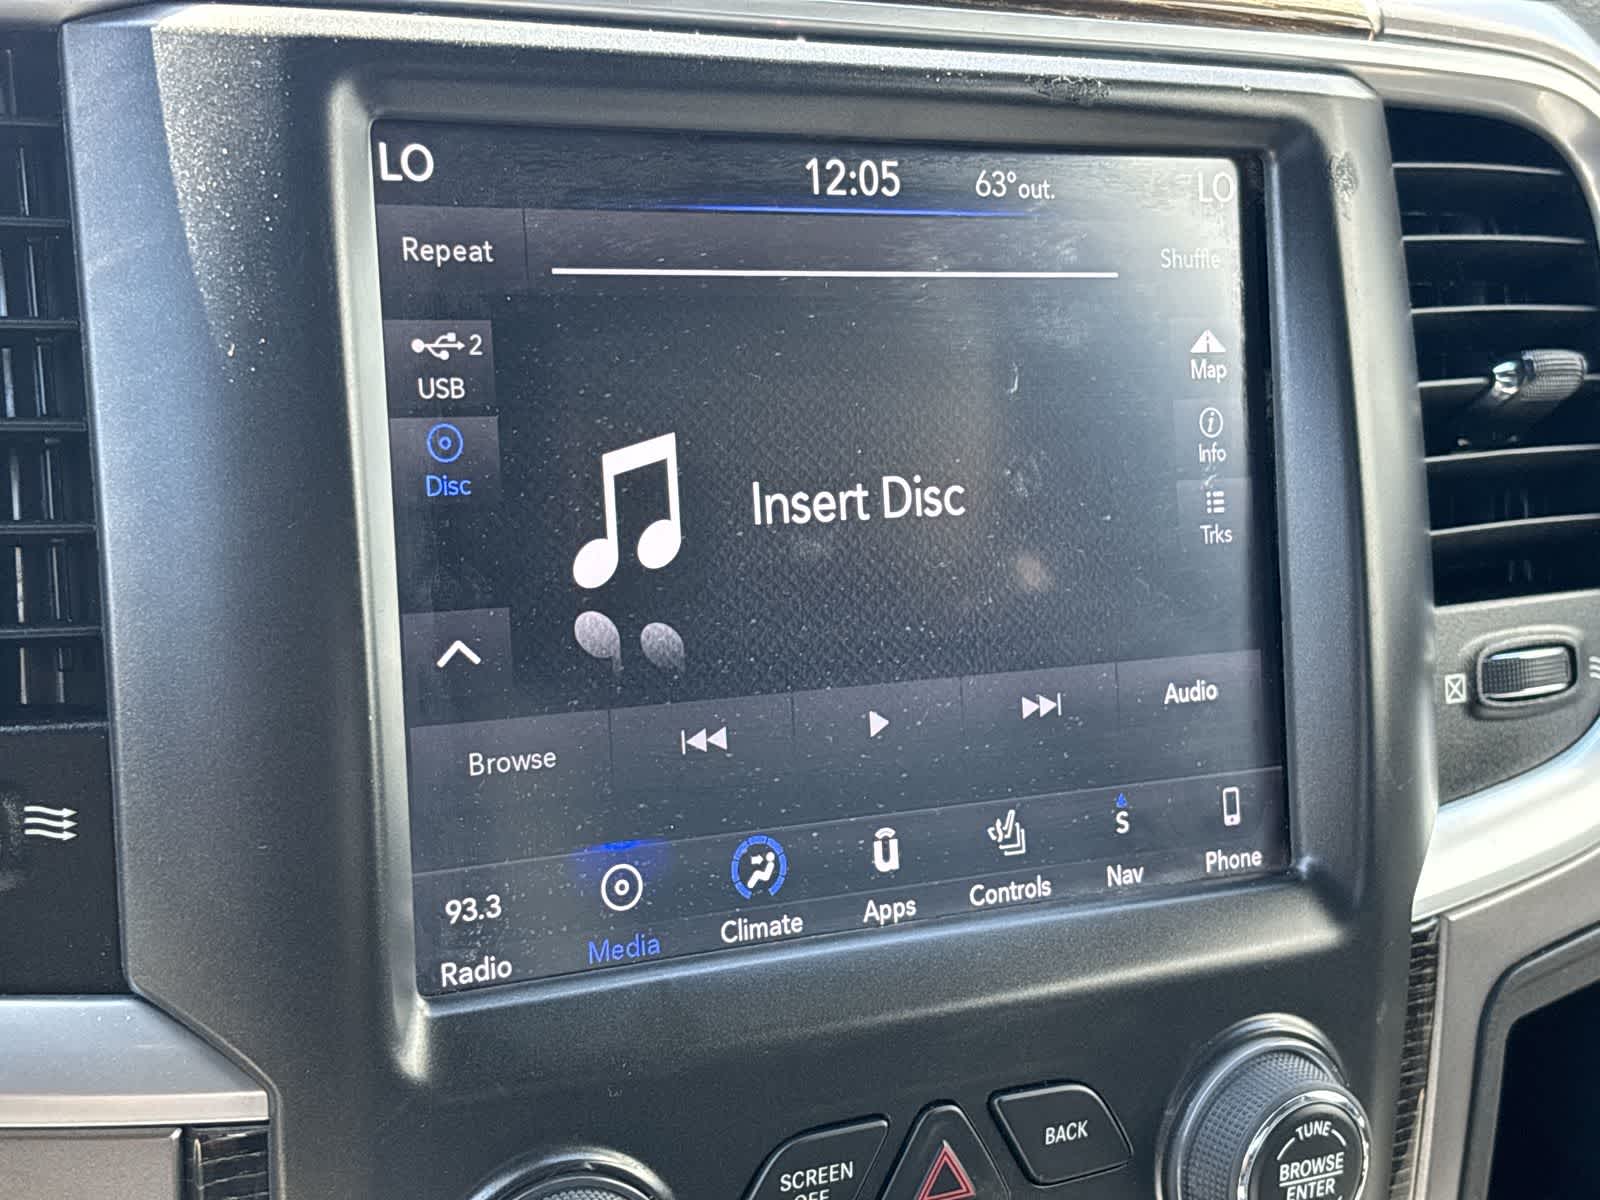 LO 12:05 63° out. LO
Repeat Shuffle
2
USB
Map
Disc
Info
Insert Disc
Trks
Browse Audio
93.3 S
Radio Media Climate Apps Controls Nav Phone
SCREEN
OFF
BACK
TUNE
BROWSE
ENTER